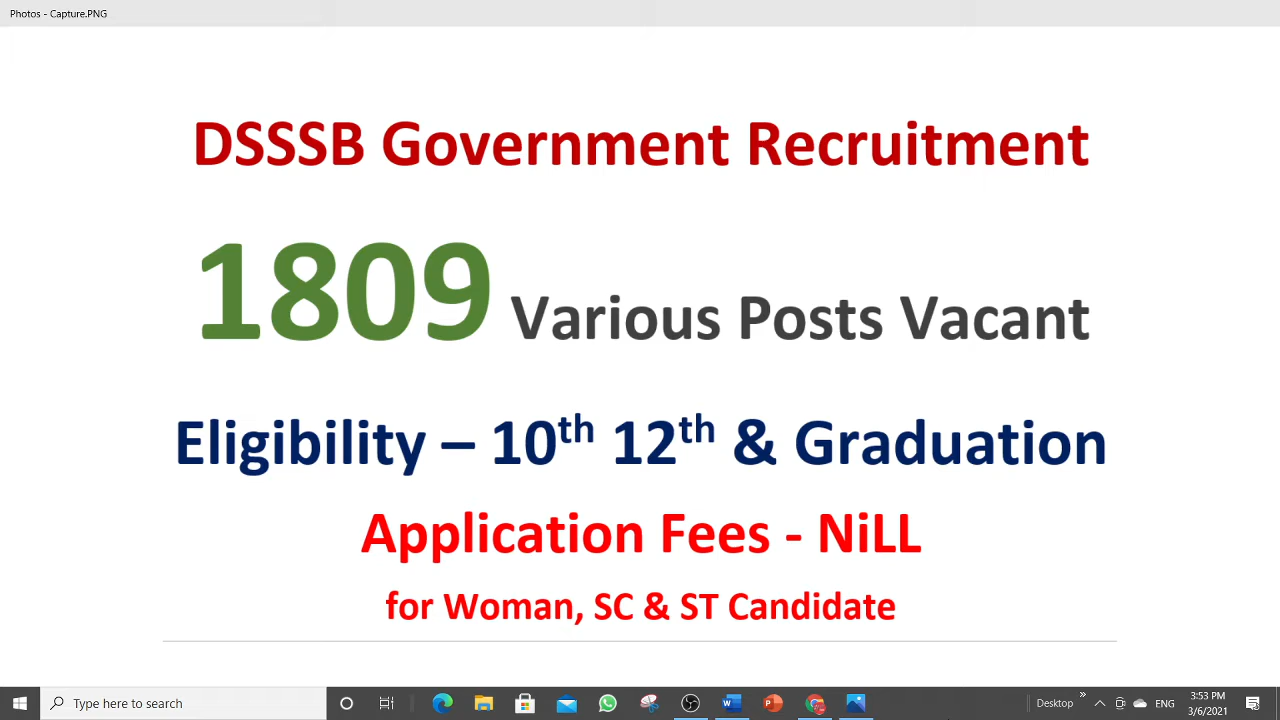 Photos - Capture.PNG
DSSSB Government Recruitment
1809 Various Posts Vacant
Eligibility – 10th 12th & Graduation
Application Fees - NiLL
for Woman, SC & ST Candidate
Type here to search
Desktop
ENG
3:53 PM
3/6/2021